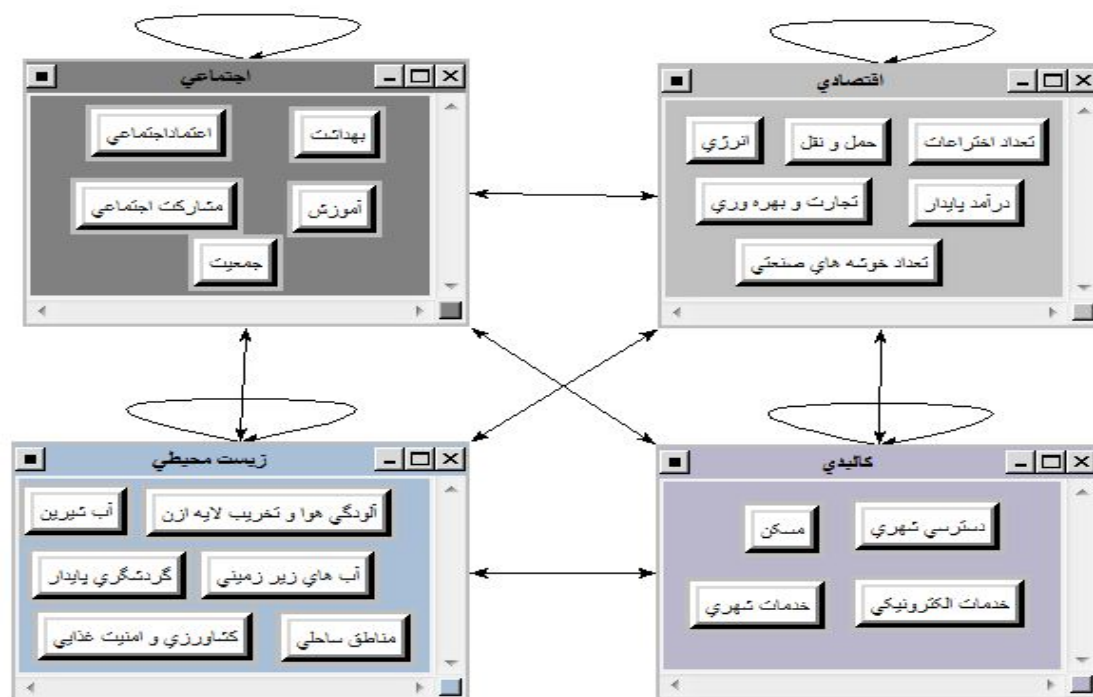 اجتماعي
اعتماداجتماعي
بهداشت
مشاركت اجتماعي
آموزش
جمعيت
اقتصادي
انرژي
حمل و نقل
تعداد اختراعات
تجارت و بهره وري
درآمد پايدار
تعداد خوشه هاي صنعتي
زيست محيطي
آب شيرين
آلودگي هوا و تخريب لايه ازن
گردشگري پايدار
آب هاي زير زميني
كشاورزي و امنيت غذايي
مناطق ساحلي
كالبدي
مسكن
دسترسي شهري
خدمات شهري
خدمات الكترونيكي